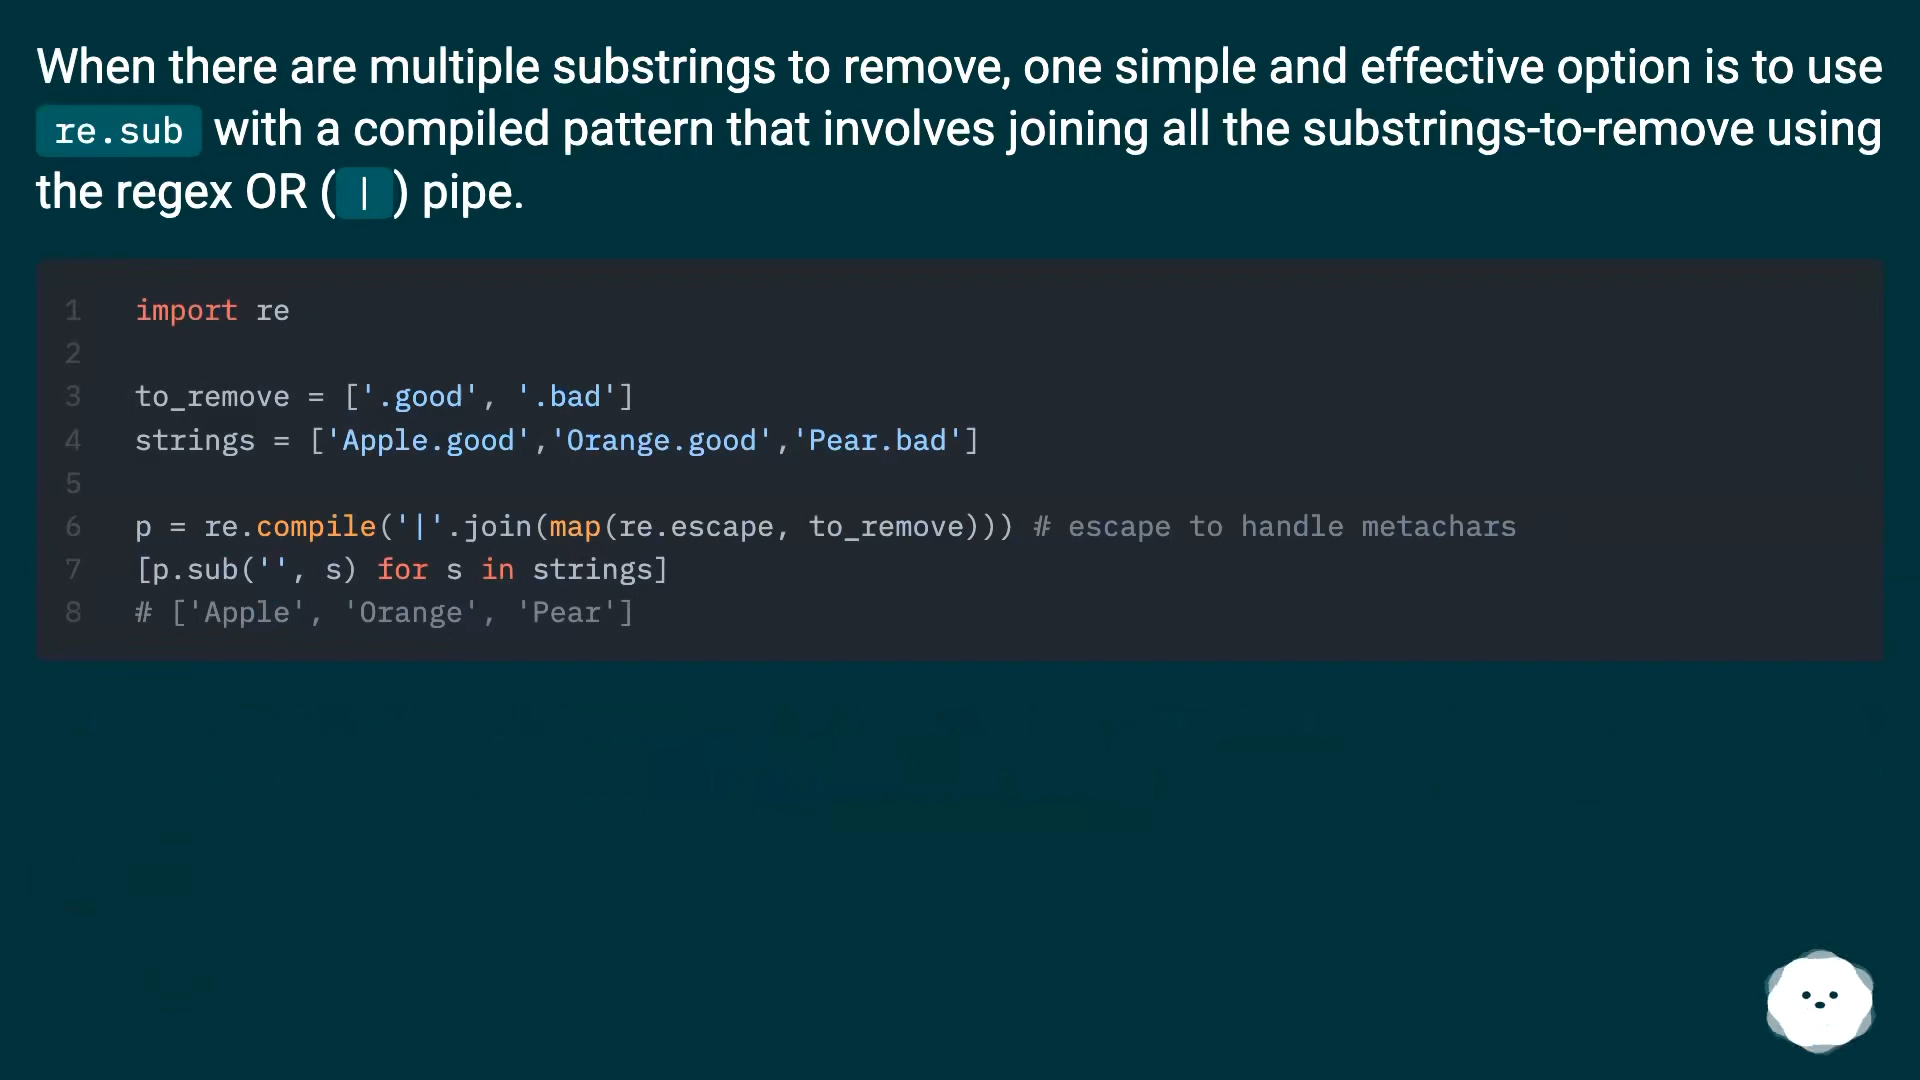 When there are multiple substrings to remove, one simple and effective option is to use
re.sub with a compiled pattern that involves joining all the substrings-to-remove using
the regex OR ( | ) pipe.
1 import re
2
3 to_remove = ['.good', '.bad']
4 strings = ['Apple.good','Orange.good','Pear.bad']
5
6 p = re.compile('|'.join(map(re.escape, to_remove))) # escape to handle metachars
7 [p.sub('', s) for s in strings]
8 # ['Apple', 'Orange', 'Pear']